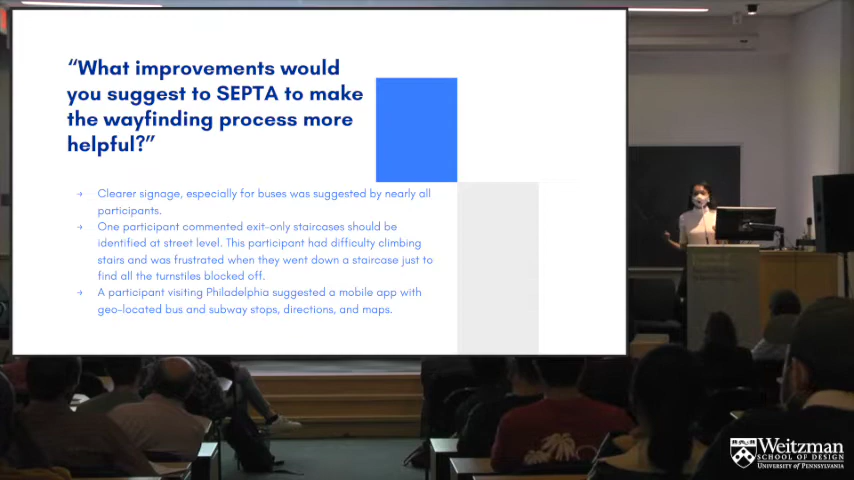 “What improvements would
you suggest to SEPTA to make
the wayfinding process more
helpful?”
→ Clearer signage, especially for buses was suggested by nearly all
participants.
→ One participant commented exit-only staircases should be
identified at street level. This participant had difficulty climbing
stairs and was frustrated when they went down a staircase just to
find all the turnstiles blocked off.
→ A participant visiting Philadelphia suggested a mobile app with
geo-located bus and subway stops, directions, and maps.
Weitzman
SCHOOL OF DESIGN
UNIVERSITY OF PENNSYLVANIA